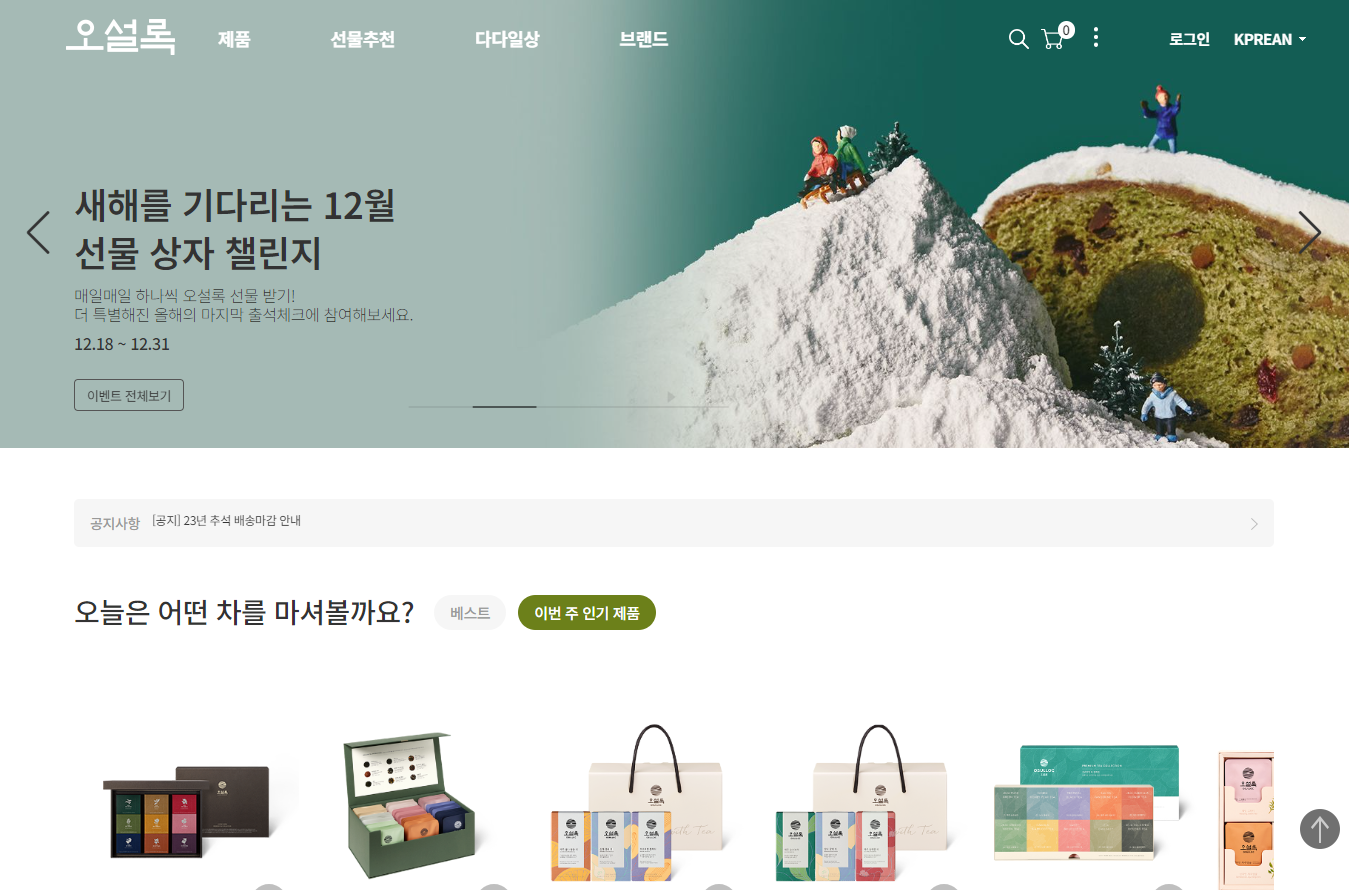 오설록
제품
선물추천
다다일상
브랜드
0
로그인
KPREAN
새해를 기다리는 12월
선물 상자 챌린지
매일매일 하나씩 오설록 선물 받기!
더 특별해진 올해의 마지막 출석체크에 참여해보세요.
12.18 ~ 12.31
이벤트 전체보기
공지사항
[공지] 23년 추석 배송마감 안내
오늘은 어떤 차를 마셔볼까요?
베스트
이번 주 인기 제품
오설록
오설록
오설록
오설록
오설록
오설록
오설록
오설록
오설록
OSULLOC
오설록
오설록